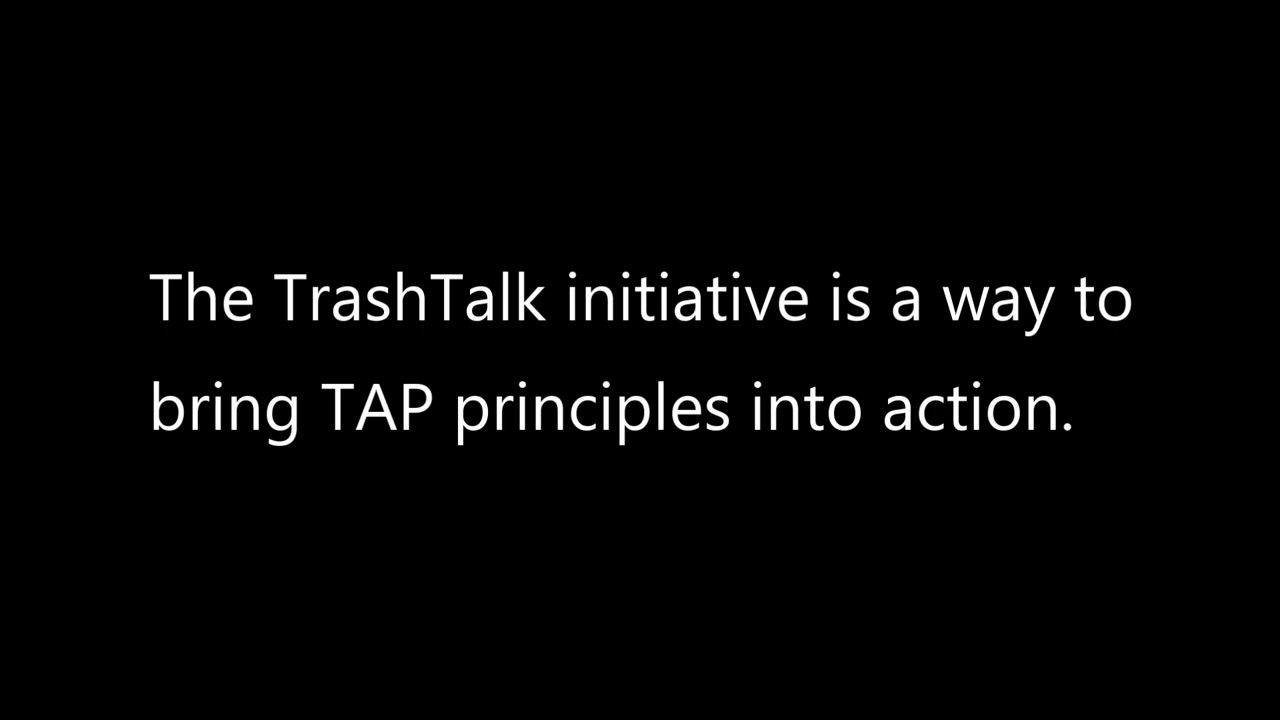 The TrashTalk initiative is a way to
bring TAP principles into action.